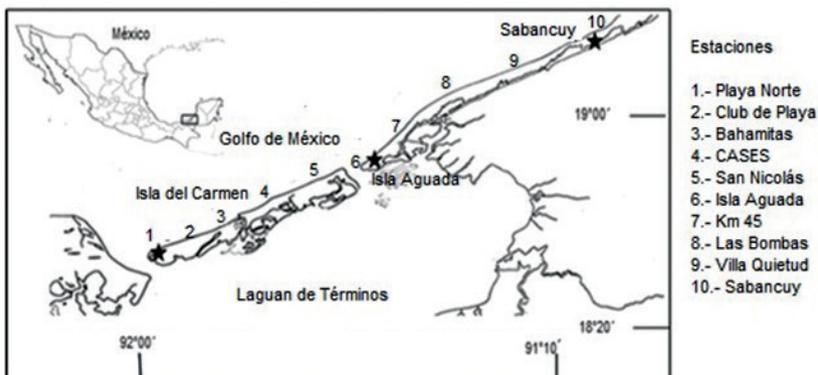 México
Sabancuy
10
9
8
7
Golfo de México
6
5
Isla Aguada
Isla del Carmen
4
3
2
1
Laguan de Términos
19°00´
18°20´
92°00´
91°10´
Estaciones
1.- Playa Norte
2.- Club de Playa
3.- Bahamitas
4.- CASES
5.- San Nicolás
6.- Isla Aguada
7.- Km 45
8.- Las Bombas
9.- Villa Quietud
10.- Sabancuy